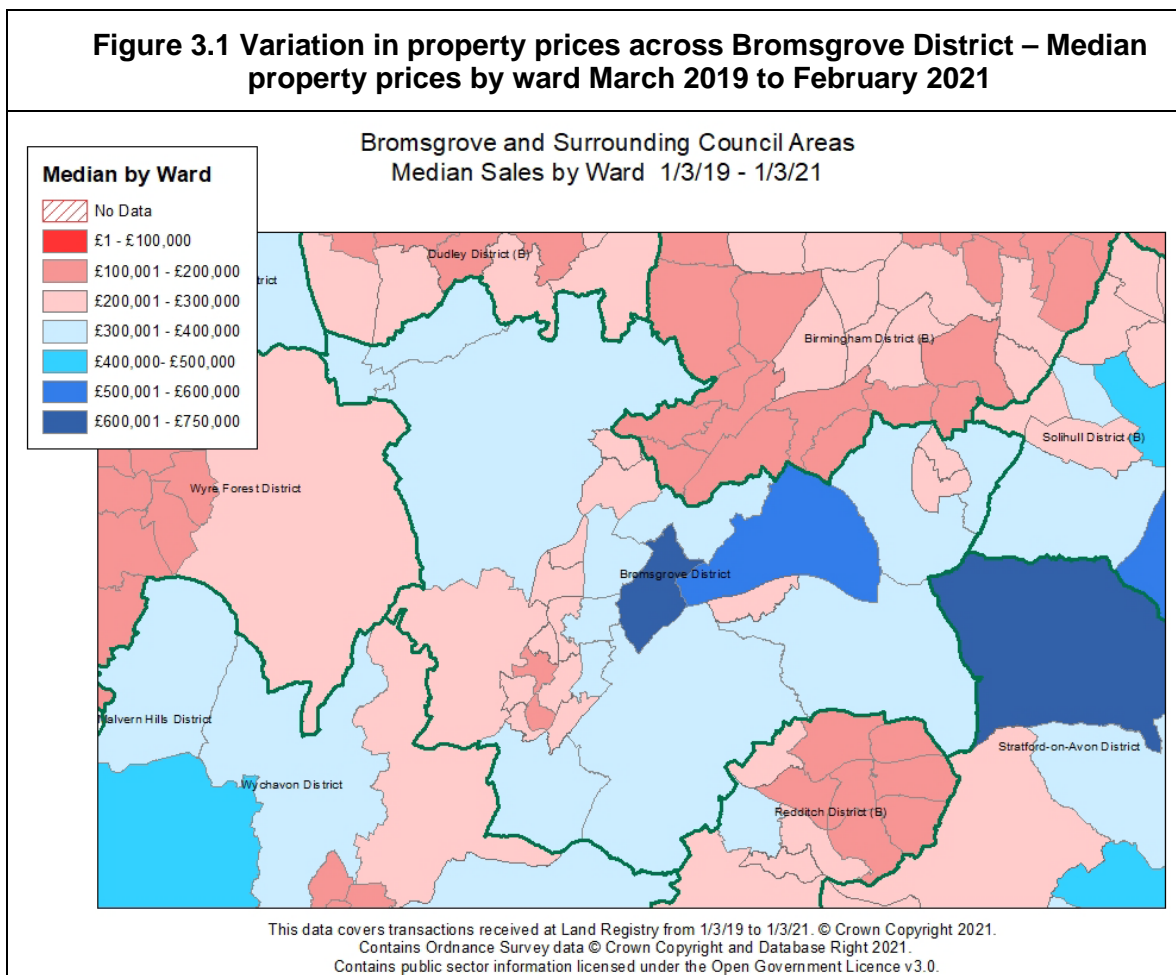 Figure 3.1 Variation in property prices across Bromsgrove District – Median
property prices by ward March 2019 to February 2021
Bromsgrove and Surrounding Council Areas
Median Sales by Ward 1/3/19 - 1/3/21
Median by Ward
No Data
£1 - £100,000
£100,001 - £200,000
£200,001 - £300,000
£300,001 - £400,000
£400,000- £500,000
£500,001 - £600,000
£600,001 - £750,000
Dudley District (B)
trict
Birmingham District (B)
Solihull District (B)
Wyre Forest District
Bromsgrove District
Malvern Hills District
Stratford-on-Avon District
Wychavon District
Redditch District (B)
This data covers transactions received at Land Registry from 1/3/19 to 1/3/21. © Crown Copyright 2021.
Contains Ordnance Survey data © Crown Copyright and Database Right 2021.
Contains public sector information licensed under the Open Government Licence v3.0.